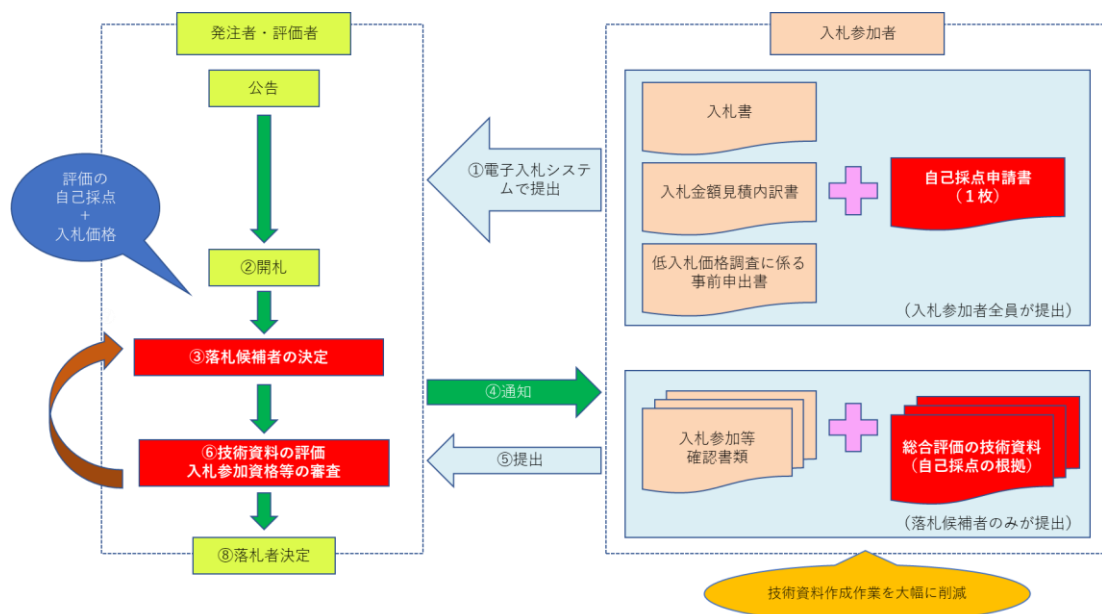 発注者・評価者
公告
評価の
自己採点
+
入札価格
②開札
③落札候補者の決定
⑥技術資料の評価
入札参加資格等の審査
⑧落札者決定
①電子入札システ
ムで提出
④通知
⑤提出
入札参加者
入札書
入札金額見積内訳書
低入札価格調査に係る
事前申出書
自己採点申請書
(1枚)
(入札参加者全員が提出)
入札参加等
確認書類
総合評価の技術資料
(自己採点の根拠)
(落札候補者のみが提出)
技術資料作成作業を大幅に削減